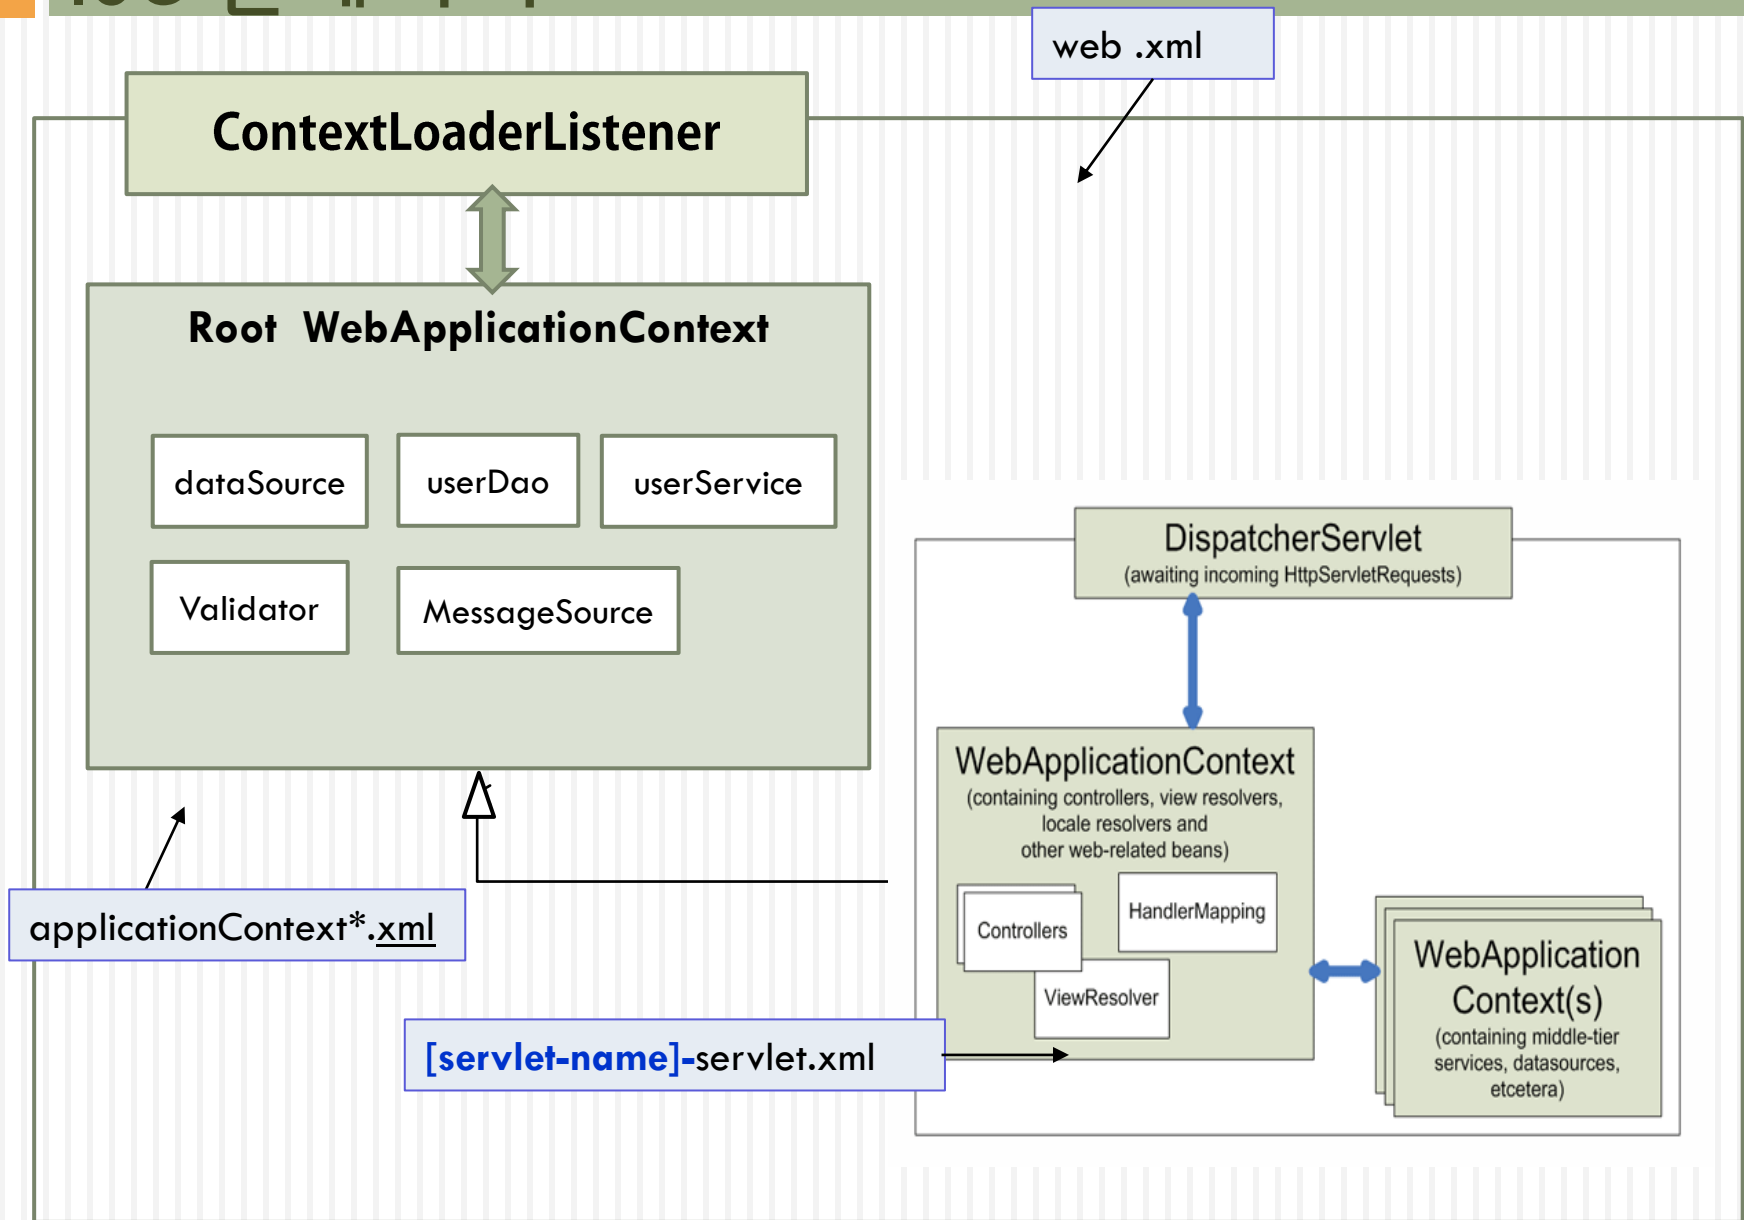 web .xml
ContextLoaderListener
Root WebApplicationContext
dataSource
userDao
userService
Validator
MessageSource
DispatcherServlet
(awaiting incoming HttpServletRequests)
WebApplicationContext
(containing controllers, view resolvers,
locale resolvers and
other web-related beans)
Controllers
HandlerMapping
ViewResolver
applicationContext*.xml
[servlet-name]-servlet.xml
WebApplication
Context(s)
(containing middle-tier
services, datasources,
etcetera)